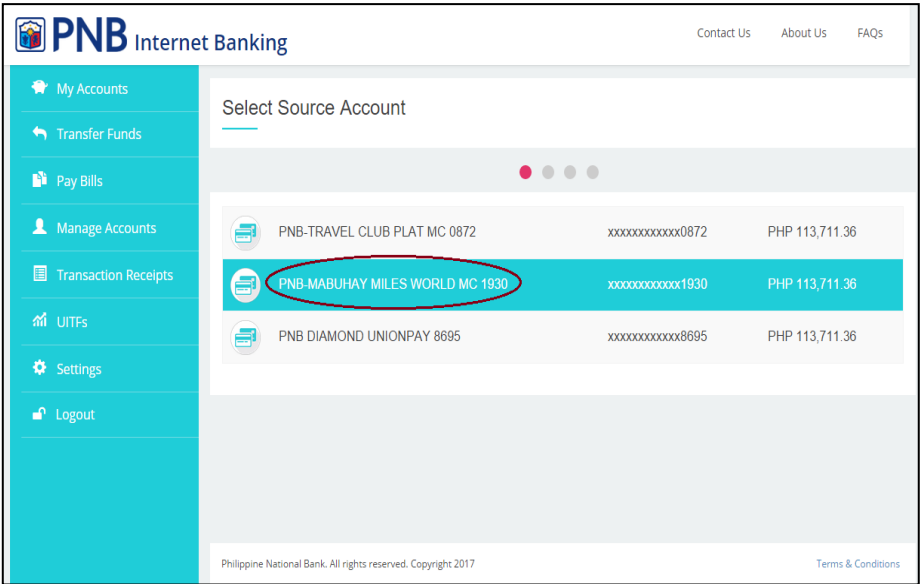 PNB Internet Banking
Contact Us About Us FAQs
My Accounts
Transfer Funds
Pay Bills
Manage Accounts
Transaction Receipts
UITFs
Settings
Logout
Select Source Account
PNB-TRAVEL CLUB PLAT MC 0872 xxxxxxxxxxxx0872 PHP 113,711.36
PNB-MABUHAY MILES WORLD MC 1930 xxxxxxxxxxxx1930 PHP 113,711.36
PNB DIAMOND UNIONPAY 8695 xxxxxxxxxxxx8695 PHP 113,711.36
Philippine National Bank. All rights reserved. Copyright 2017 Terms & Conditions